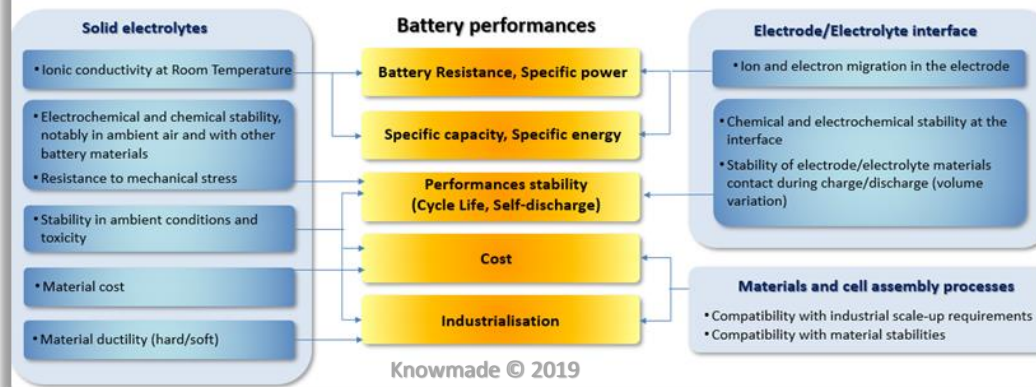 Solid electrolytes
• Ionic conductivity at Room Temperature
• Electrochemical and chemical stability,
notably in ambient air and with other
battery materials
• Resistance to mechanical stress
• Stability in ambient conditions and
toxicity
• Material cost
• Material ductility (hard/soft)
Battery performances
Battery Resistance, Specific power
Specific capacity, Specific energy
Performances stability
(Cycle Life, Self-discharge)
Cost
Industrialisation
Electrode/Electrolyte interface
• Ion and electron migration in the electrode
• Chemical and electrochemical stability at the
interface
• Stability of electrode/electrolyte materials
contact during charge/discharge (volume
variation)
Materials and cell assembly processes
• Compatibility with industrial scale-up requirements
• Compatibility with material stabilities
Knowmade © 2019